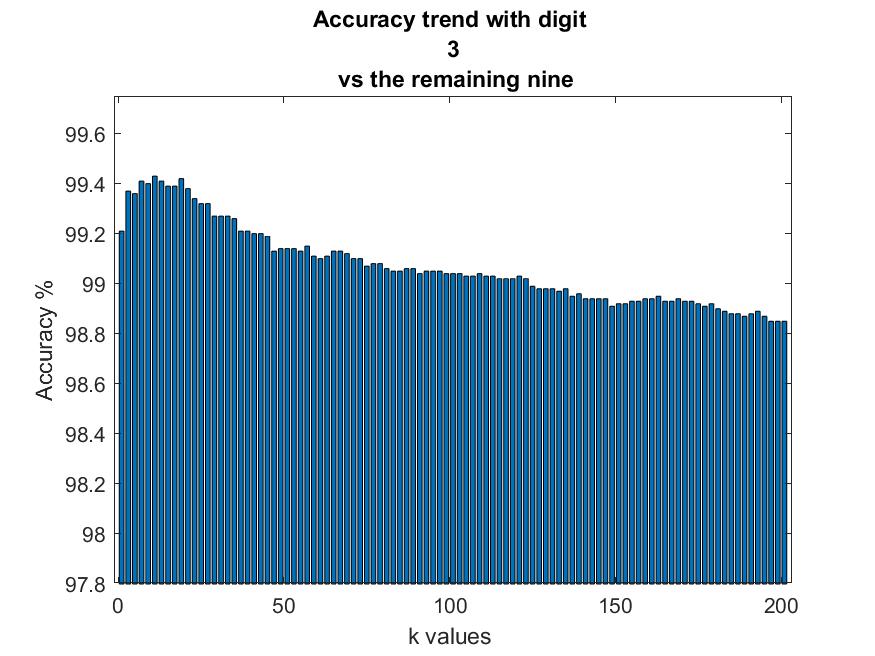 Accuracy trend with digit
3
vs the remaining nine
99.6
99.4
99.2
99
98.8
98.6
98.4
98.2
98
97.8
Accuracy %
0 50 100 150 200
k values